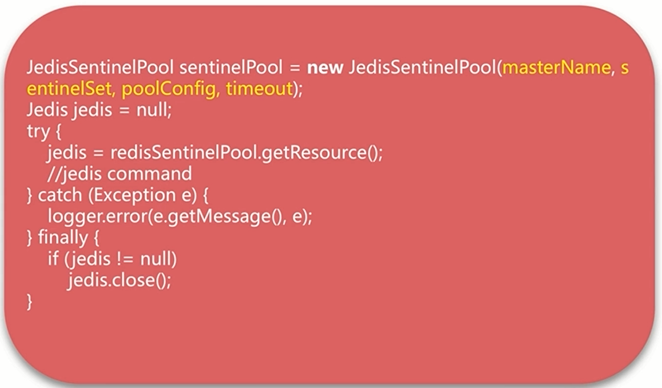 JedisSentinelPool sentinelPool = new JedisSentinelPool(masterName, s
entinelSet, poolConfig, timeout);
Jedis jedis = null;
try {
jedis = redisSentinelPool.getResource();
//jedis command
} catch (Exception e) {
logger.error(e.getMessage(), e);
} finally {
if (jedis != null)
jedis.close();
}